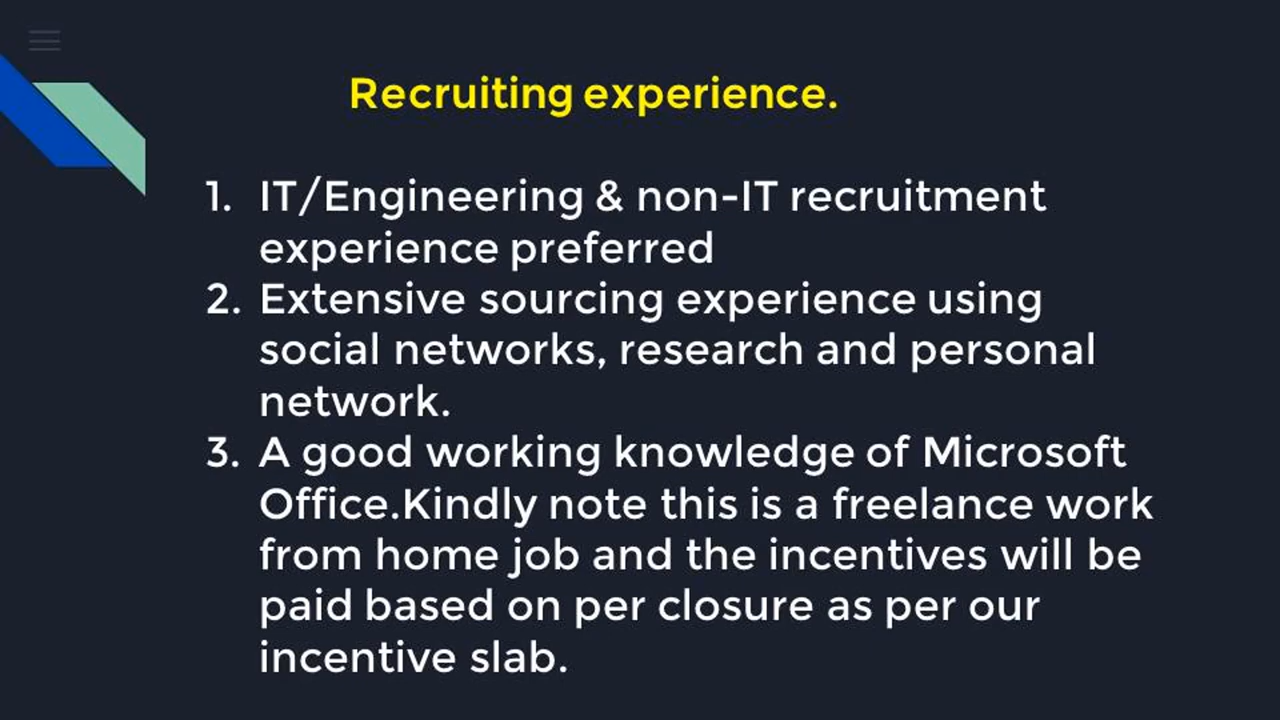 Recruiting experience.
1. IT/Engineering & non-IT recruitment
experience preferred
2. Extensive sourcing experience using
social networks, research and personal
network.
3. A good working knowledge of Microsoft
Office.Kindly note this is a freelance work
from home job and the incentives will be
paid based on per closure as per our
incentive slab.